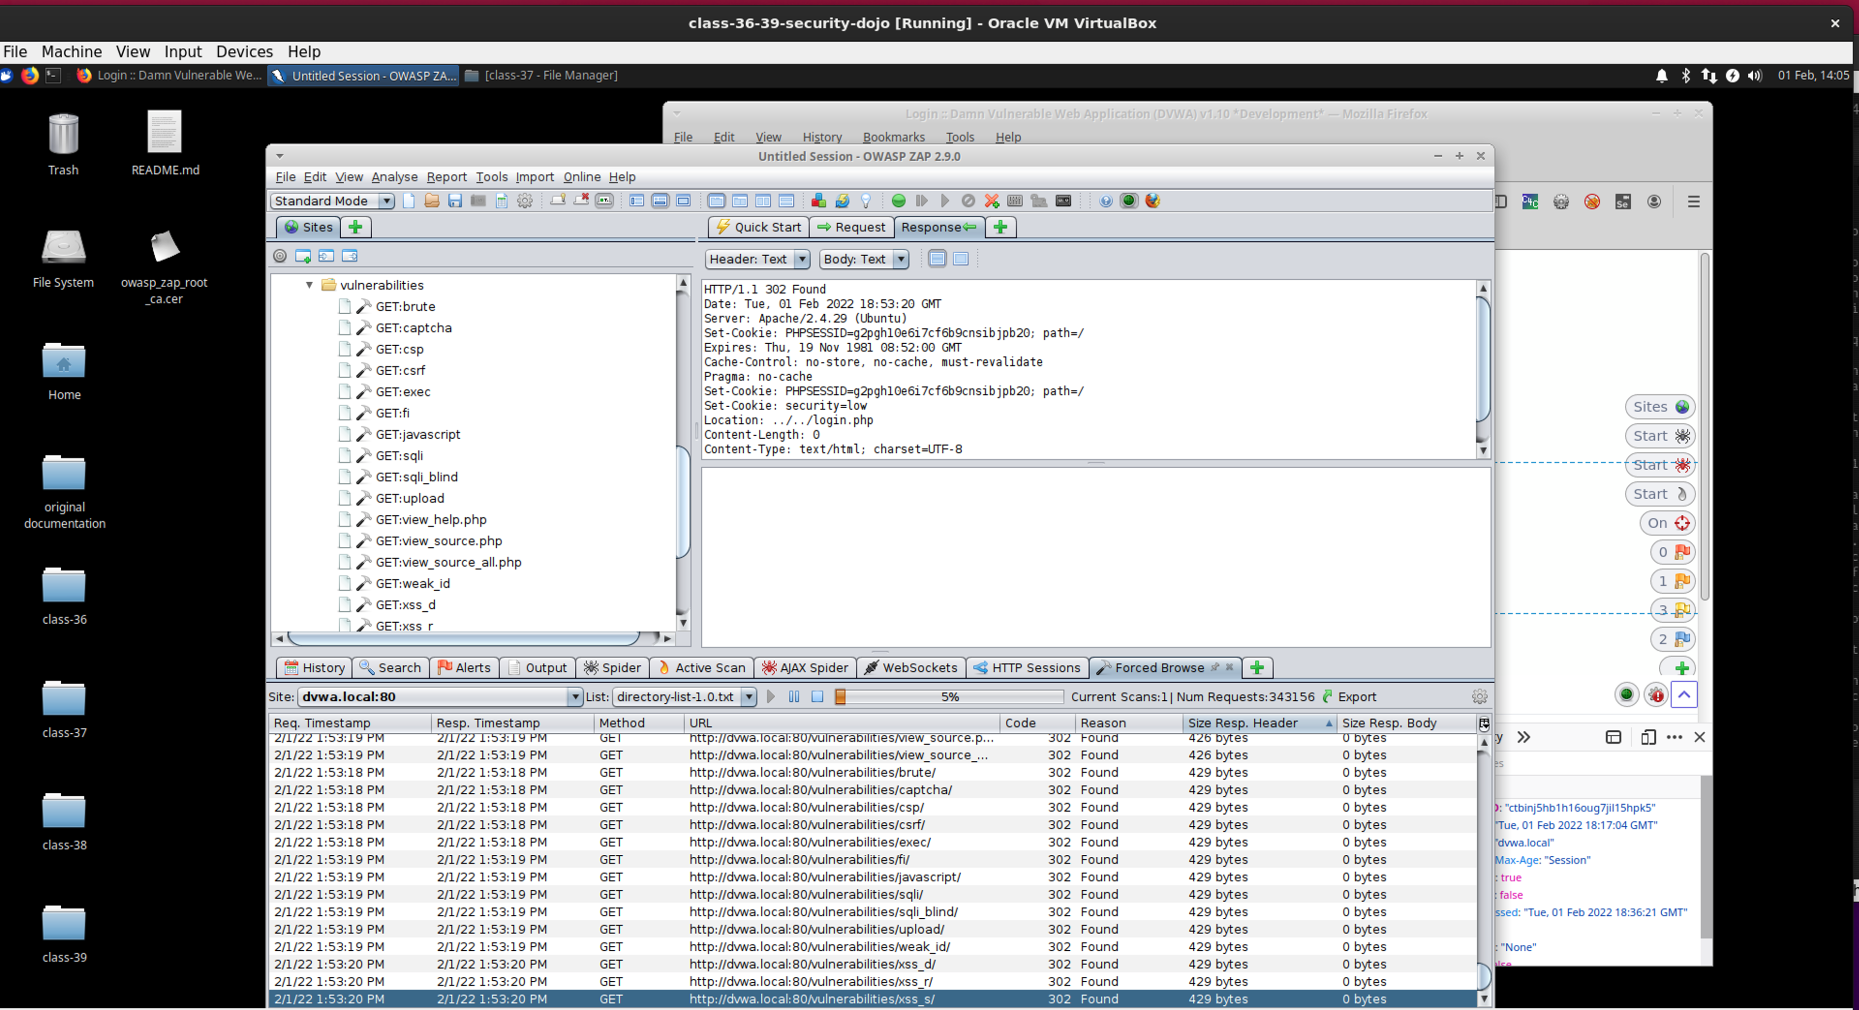 class-36-39-security-dojo [Running] - Oracle VM VirtualBox
File Machine View Input Devices Help
Login :: Damn Vulnerable We... Untitled Session - OWASP ZA... [class-37 - File Manager] 01 Feb, 14:05
Login :: Damn Vulnerable Web Application (DVWA) v1.10 *Development* — Mozilla Firefox
File Edit View History Bookmarks Tools Help
Trash
README.md
File System
owasp_zap_root
_ca.cer
Home
original
documentation
class-36
class-37
class-38
class-39
Untitled Session - OWASP ZAP 2.9.0
File Edit View Analyse Report Tools Import Online Help
Standard Mode
Sites
Quick Start Request Response
Header: Text Body: Text
vulnerabilities
GET:brute
GET:captcha
GET:csp
GET:csrf
GET:exec
GET:fi
GET:javascript
GET:sqli
GET:sqli_blind
GET:upload
GET:view_help.php
GET:view_source.php
GET:view_source_all.php
GET:weak_id
GET:xss_d
GET:xss_r
HTTP/1.1 302 Found
Date: Tue, 01 Feb 2022 18:53:20 GMT
Server: Apache/2.4.29 (Ubuntu)
Set-Cookie: PHPSESSID=g2pgh10e6i7cf6b9cnsibjpb20; path=/
Expires: Thu, 19 Nov 1981 08:52:00 GMT
Cache-Control: no-store, no-cache, must-revalidate
Pragma: no-cache
Set-Cookie: PHPSESSID=g2pgh10e6i7cf6b9cnsibjpb20; path=/
Set-Cookie: security=low
Location: ../../login.php
Content-Length: 0
Content-Type: text/html; charset=UTF-8
Sites
Start
Start
Start
On
0
1
3
2
History Search Alerts Output Spider Active Scan AJAX Spider WebSockets HTTP Sessions Forced Browse
Site: dvwa.local:80 List: directory-list-1.0.txt 5% Current Scans:1 | Num Requests:343156 Export
Req. Timestamp Resp. Timestamp Method URL Code Reason Size Resp. Header Size Resp. Body
2/1/22 1:53:19 PM 2/1/22 1:53:19 PM GET http://dvwa.local:80/vulnerabilities/view_source.p... 302 Found 426 bytes 0 bytes
2/1/22 1:53:19 PM 2/1/22 1:53:19 PM GET http://dvwa.local:80/vulnerabilities/view_source_... 302 Found 426 bytes 0 bytes
2/1/22 1:53:18 PM 2/1/22 1:53:18 PM GET http://dvwa.local:80/vulnerabilities/brute/ 302 Found 429 bytes 0 bytes
2/1/22 1:53:18 PM 2/1/22 1:53:18 PM GET http://dvwa.local:80/vulnerabilities/captcha/ 302 Found 429 bytes 0 bytes
2/1/22 1:53:18 PM 2/1/22 1:53:18 PM GET http://dvwa.local:80/vulnerabilities/csp/ 302 Found 429 bytes 0 bytes
2/1/22 1:53:18 PM 2/1/22 1:53:18 PM GET http://dvwa.local:80/vulnerabilities/csrf/ 302 Found 429 bytes 0 bytes
2/1/22 1:53:18 PM 2/1/22 1:53:18 PM GET http://dvwa.local:80/vulnerabilities/exec/ 302 Found 429 bytes 0 bytes
2/1/22 1:53:19 PM 2/1/22 1:53:19 PM GET http://dvwa.local:80/vulnerabilities/fi/ 302 Found 429 bytes 0 bytes
2/1/22 1:53:19 PM 2/1/22 1:53:19 PM GET http://dvwa.local:80/vulnerabilities/javascript/ 302 Found 429 bytes 0 bytes
2/1/22 1:53:19 PM 2/1/22 1:53:19 PM GET http://dvwa.local:80/vulnerabilities/sqli/ 302 Found 429 bytes 0 bytes
2/1/22 1:53:19 PM 2/1/22 1:53:19 PM GET http://dvwa.local:80/vulnerabilities/sqli_blind/ 302 Found 429 bytes 0 bytes
2/1/22 1:53:19 PM 2/1/22 1:53:19 PM GET http://dvwa.local:80/vulnerabilities/upload/ 302 Found 429 bytes 0 bytes
2/1/22 1:53:19 PM 2/1/22 1:53:19 PM GET http://dvwa.local:80/vulnerabilities/weak_id/ 302 Found 429 bytes 0 bytes
2/1/22 1:53:20 PM 2/1/22 1:53:20 PM GET http://dvwa.local:80/vulnerabilities/xss_d/ 302 Found 429 bytes 0 bytes
2/1/22 1:53:20 PM 2/1/22 1:53:20 PM GET http://dvwa.local:80/vulnerabilities/xss_r/ 302 Found 429 bytes 0 bytes
2/1/22 1:53:20 PM 2/1/22 1:53:20 PM GET http://dvwa.local:80/vulnerabilities/xss_s/ 302 Found 429 bytes 0 bytes
"ctbinj5hb1h16oug7jil15hpk5"
"Tue, 01 Feb 2022 18:17:04 GMT"
"dvwa.local"
Max-Age: "Session"
true
false
ssed: "Tue, 01 Feb 2022 18:36:21 GMT"
"None"